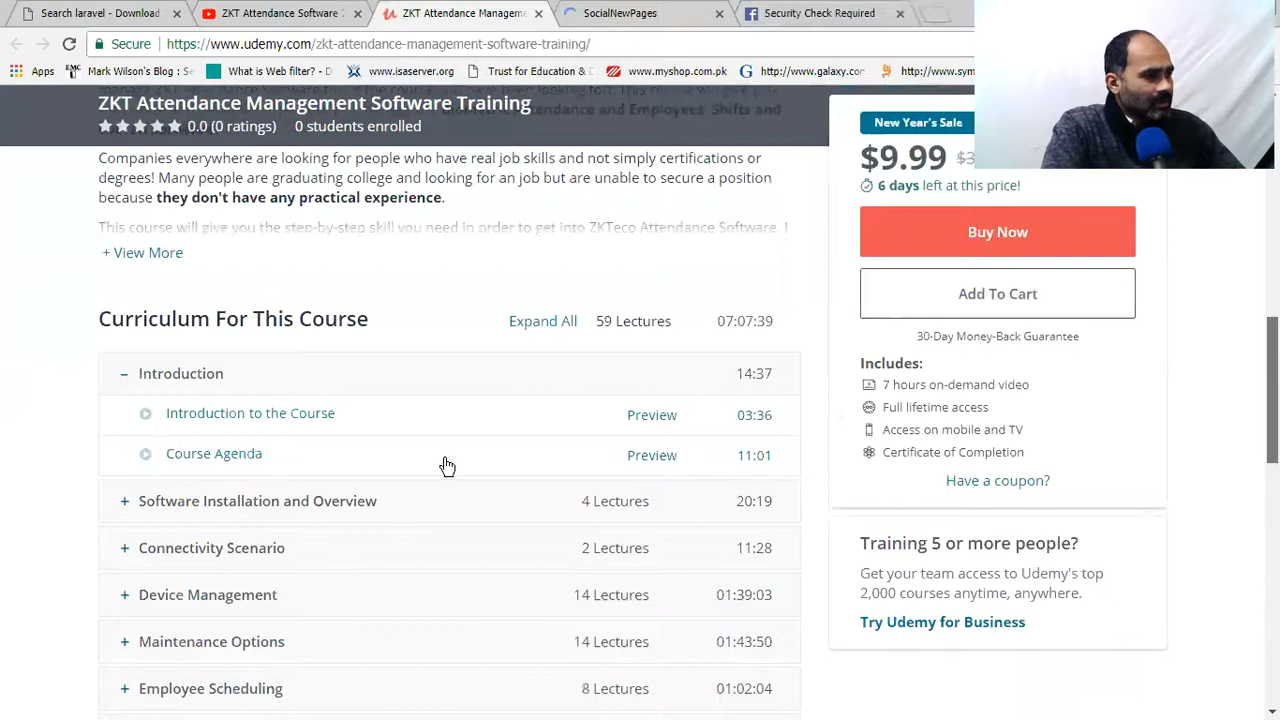 Search laravel - Download
ZKT Attendance Software
ZKT Attendance Manageme
SocialNewPages
Security Check Required
Secure
https://www.udemy.com/zkt-attendance-management-software-training/
Apps
Mark Wilson's Blog : S
What is Web filter? - D
www.isaserver.org
Trust for Education & D
www.myshop.com.pk
http://www.galaxy.com
http://www.sym
ZKT Attendance Management Software Training
0.0 (0 ratings)
0 students enrolled
Companies everywhere are looking for people who have real job skills and not simply certifications or
degrees! Many people are graduating college and looking for an job but are unable to secure a position
because they don't have any practical experience.
This course will give you the step-by-step skill you need in order to get into ZKTeco Attendance Software. I
+ View More
Curriculum For This Course
Expand All
59 Lectures
07:07:39
– Introduction
14:37
Introduction to the Course
Preview
03:36
Course Agenda
Preview
11:01
+ Software Installation and Overview
4 Lectures
20:19
+ Connectivity Scenario
2 Lectures
11:28
+ Device Management
14 Lectures
01:39:03
+ Maintenance Options
14 Lectures
01:43:50
+ Employee Scheduling
8 Lectures
01:02:04
New Year's Sale
$9.99
6 days left at this price!
Buy Now
Add To Cart
30-Day Money-Back Guarantee
Includes:
7 hours on-demand video
Full lifetime access
Access on mobile and TV
Certificate of Completion
Have a coupon?
Training 5 or more people?
Get your team access to Udemy's top
2,000 courses anytime, anywhere.
Try Udemy for Business